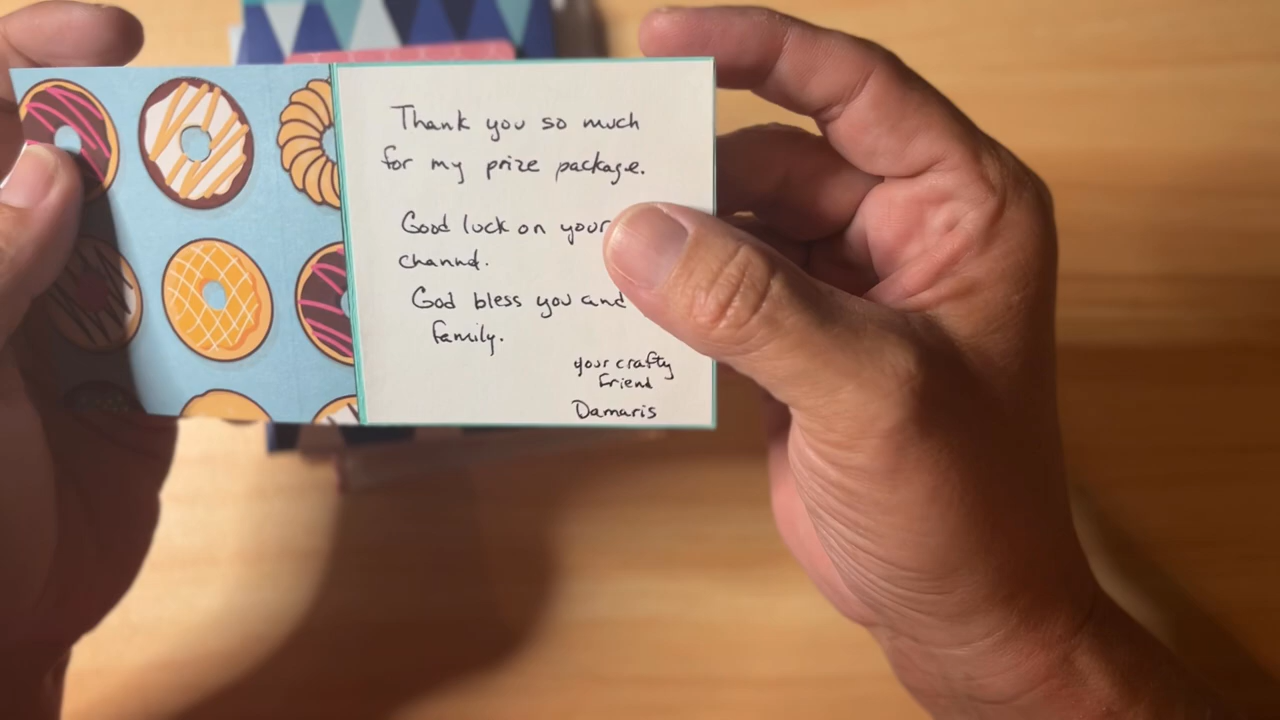 Thank you so much
for my prize package.
Good luck on your
channel.
God bless you and
family.
your crafty
Friend
Damaris